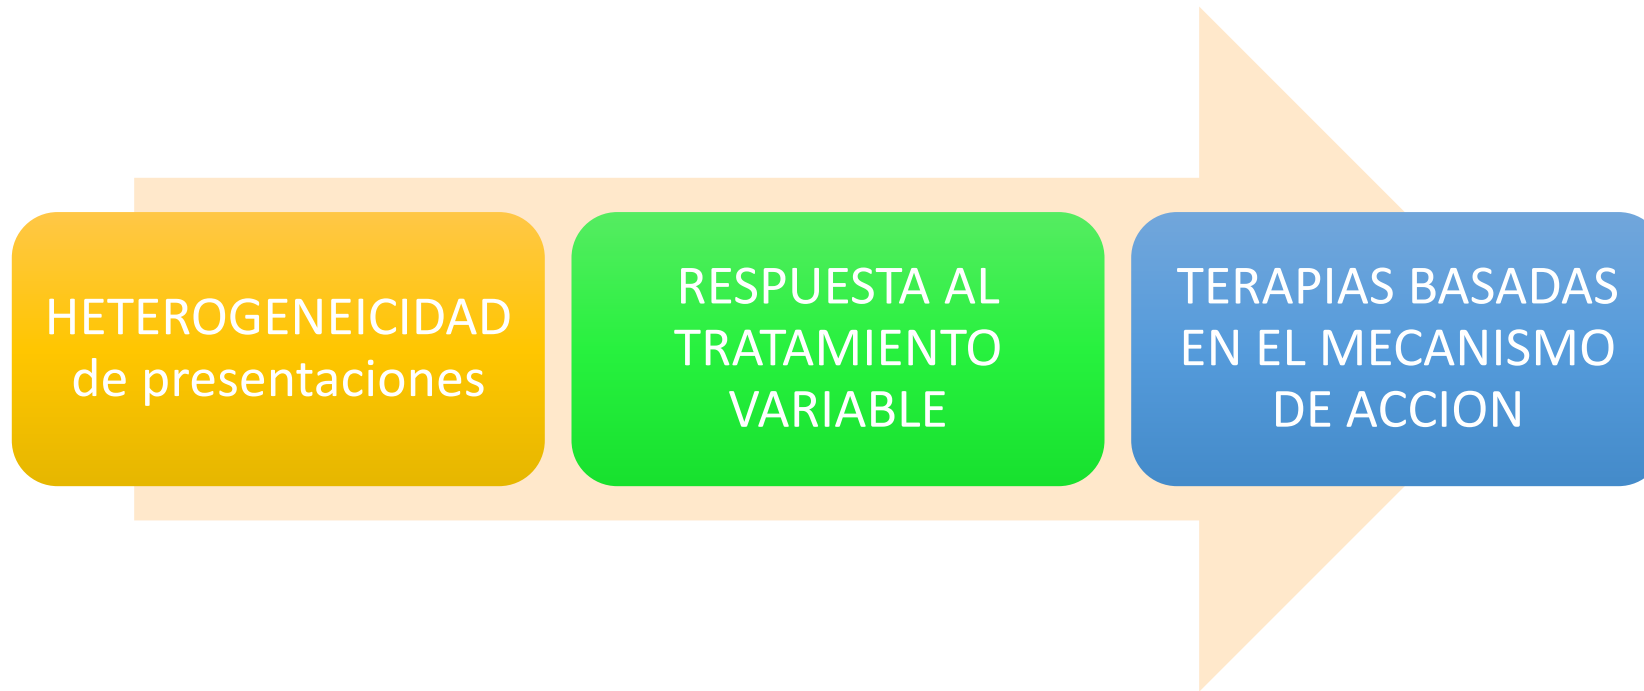 HETEROGENEICIDAD
de presentaciones
RESPUESTA AL
TRATAMIENTO
VARIABLE
TERAPIAS BASADAS
EN EL MECANISMO
DE ACCION